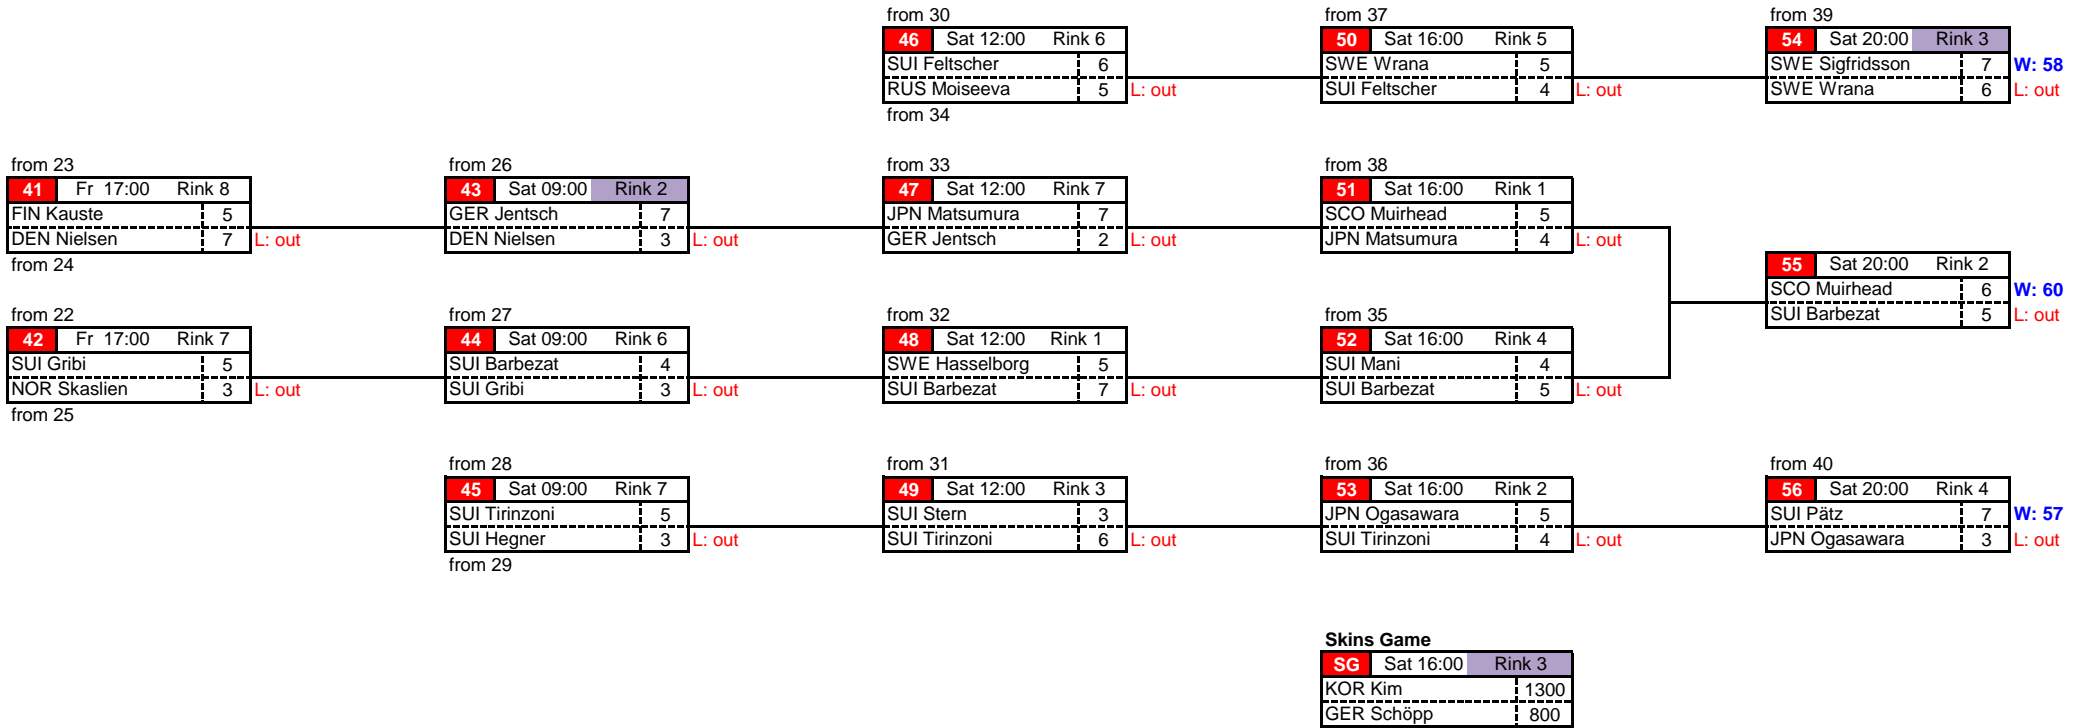 from 30 from 37 from 39
46 Sat 12:00 Rink 6 50 Sat 16:00 Rink 5 54 Sat 20:00 Rink 3
SUI Feltscher 6 SWE Wrana 5 SWE Sigfridsson 7 W: 58
RUS Moiseeva 5 L: out SUI Feltscher 4 L: out SWE Wrana 6 L: out
from 34
from 23 from 26 from 33 from 38
41 Fr 17:00 Rink 8 43 Sat 09:00 Rink 2 47 Sat 12:00 Rink 7 51 Sat 16:00 Rink 1
FIN Kauste 5 GER Jentsch 7 JPN Matsumura 7 SCO Muirhead 5
DEN Nielsen 7 L: out DEN Nielsen 3 L: out GER Jentsch 2 L: out JPN Matsumura 4 L: out
from 24
55 Sat 20:00 Rink 2
SCO Muirhead 6 W: 60
SUI Barbezat 5 L: out
from 22 from 27 from 32 from 35
42 Fr 17:00 Rink 7 44 Sat 09:00 Rink 6 48 Sat 12:00 Rink 1 52 Sat 16:00 Rink 4
SUI Gribi 5 SUI Barbezat 4 SWE Hasselborg 5 SUI Mani 4
NOR Skaslien 3 L: out SUI Gribi 3 L: out SUI Barbezat 7 L: out SUI Barbezat 5 L: out
from 25
from 28 from 31 from 36 from 40
45 Sat 09:00 Rink 7 49 Sat 12:00 Rink 3 53 Sat 16:00 Rink 2 56 Sat 20:00 Rink 4
SUI Tirinzoni 5 SUI Stern 3 JPN Ogasawara 5 SUI Pätz 7 W: 57
SUI Hegner 3 L: out SUI Tirinzoni 6 L: out SUI Tirinzoni 4 L: out JPN Ogasawara 3 L: out
from 29
Skins Game
SG Sat 16:00 Rink 3
KOR Kim 1300
GER Schöpp 800